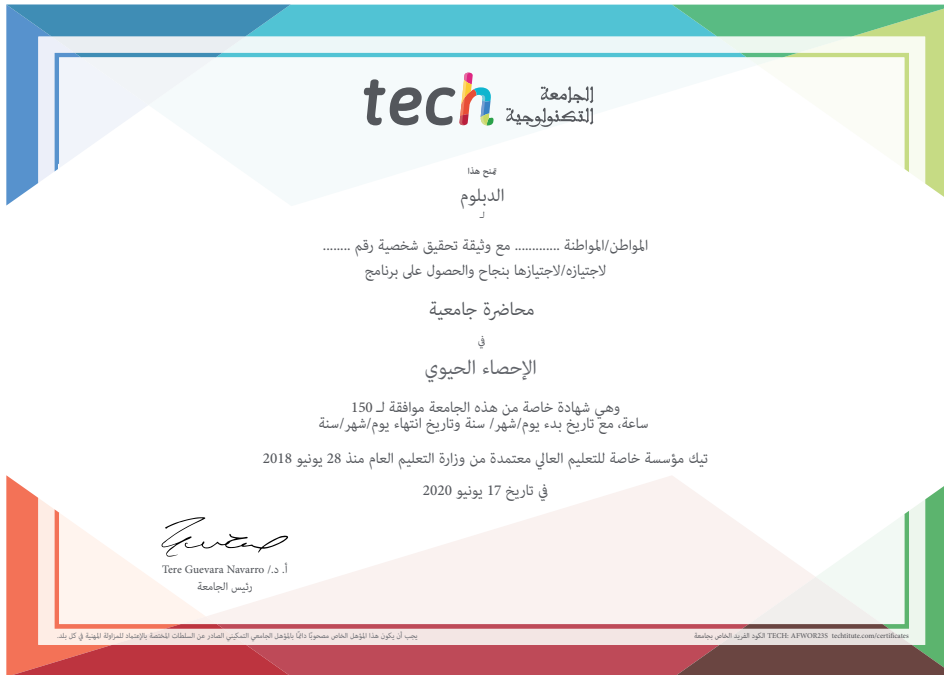 tech
الجامعة
التكنولوجية
يمنح هذا
الدبلوم
لـ
المواطن/المواطنة ............ مع وثيقة تحقيق شخصية رقم ........
لاجتيازه/لاجتيازها بنجاح والحصول على برنامج
محاضرة جامعية
في
الإحصاء الحيوي
وهي شهادة خاصة من هذه الجامعة موافقة لـ 150
ساعة، مع تاريخ بدء يوم/شهر/ سنة وتاريخ انتهاء يوم/شهر/سنة
تيك مؤسسة خاصة للتعليم العالي معتمدة من وزارة التعليم العام منذ 28 يونيو 2018
في تاريخ 17 يونيو 2020
أ. د./ Tere Guevara Navarro
رئيس الجامعة
يجب أن يكون هذا المؤهل الخاص مصحوبًا دائمًا بالمؤهل الجامعي التمكيني الصادر عن السلطات المختصة بالإعتماد للمزاولة المهنية في كل بلد.
الكود الفريد الخاص بجامعة TECH: AFWOR23S techtitute.com/certificates